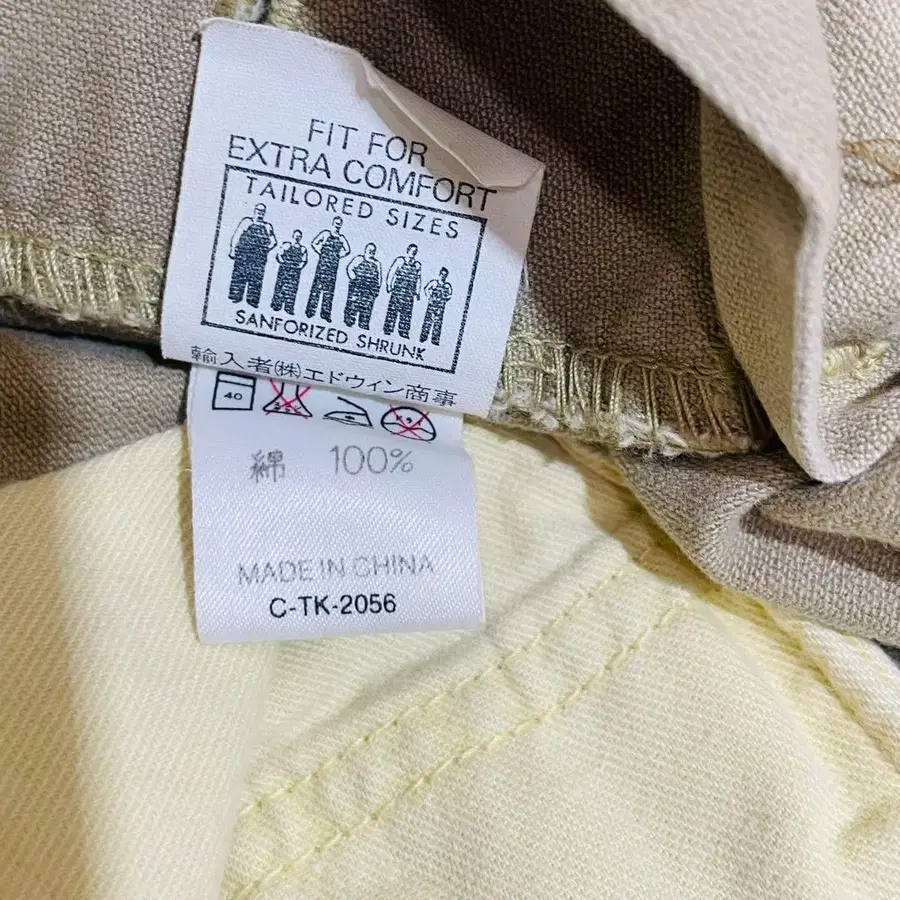 FIT FOR
EXTRA COMFORT
TAILORED SIZES
SANFORIZED SHRUNK
輸入者㈱エドウィン商事
40
綿 100%
MADE IN CHINA
C-TK-2056